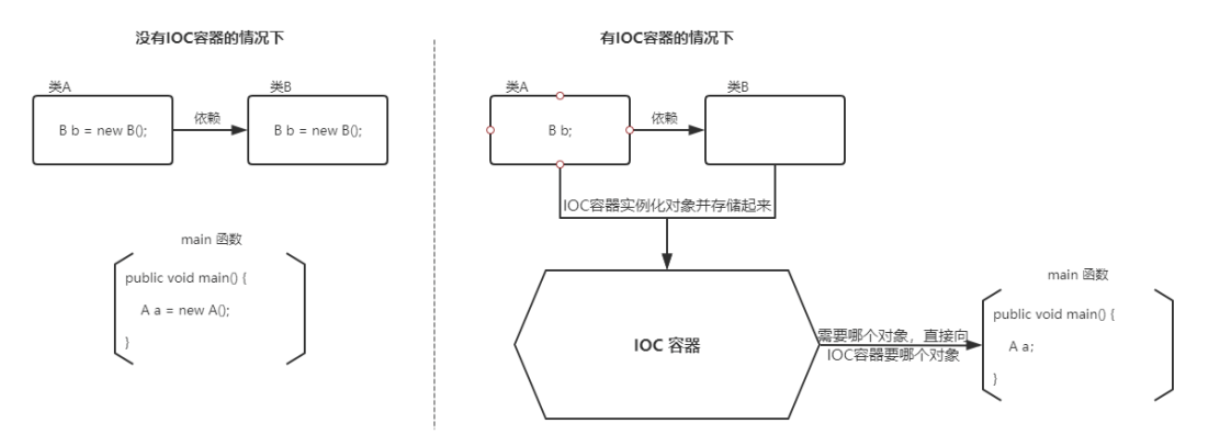 没有IOC容器的情况下
类A
类B
B b = new B();
依赖
B b = new B();
main 函数
public void main() {
A a = new A();
}
有IOC容器的情况下
类A
类B
B b;
依赖
IOC容器实例化对象并存储起来
IOC 容器
需要哪个对象，直接向
IOC容器要哪个对象
main 函数
public void main() {
A a;
}